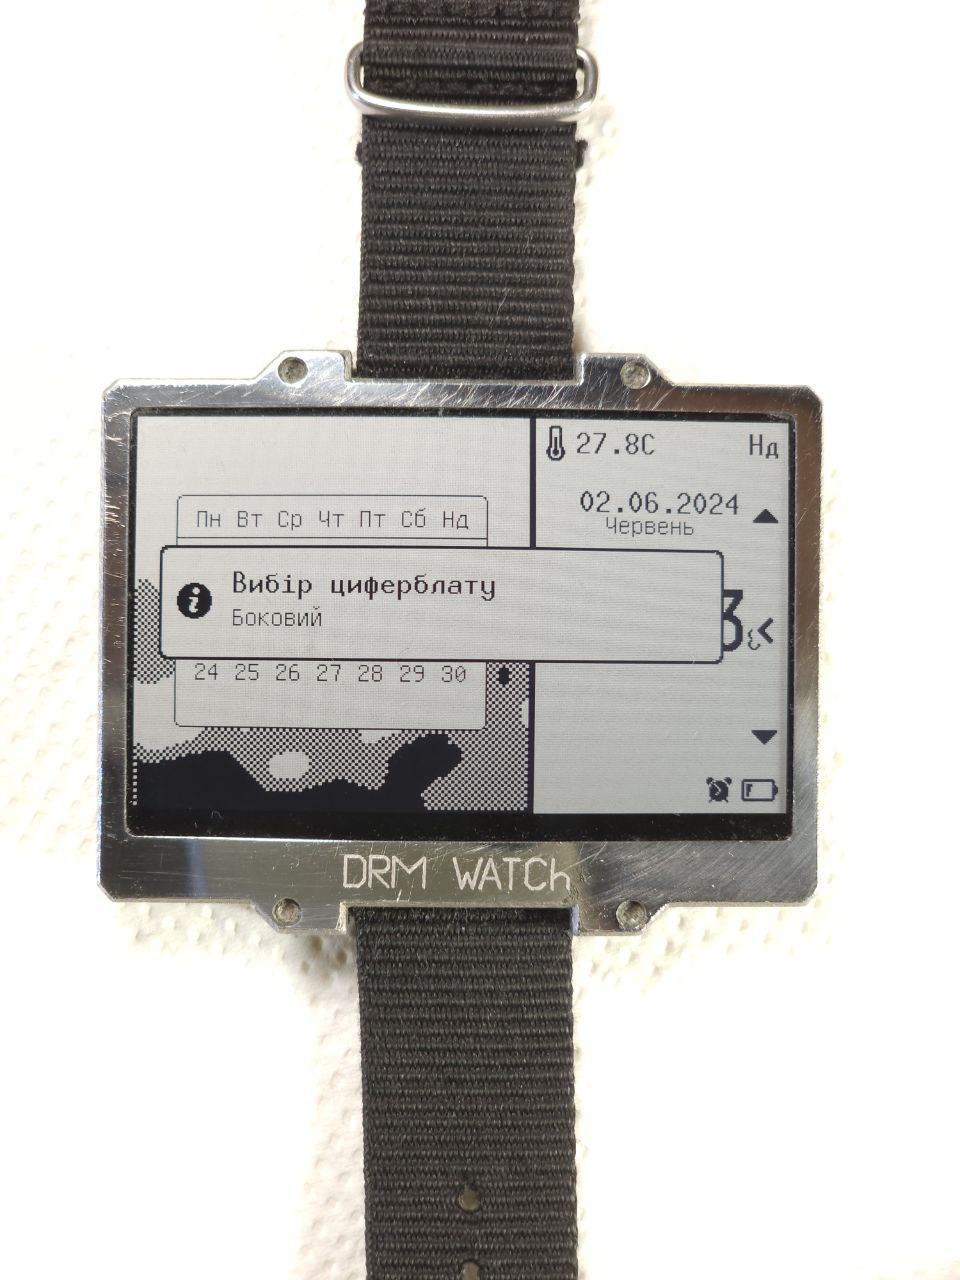 27.8C Нд
02.06.2024
Червень
Пн Вт Ср Чт Пт Сб Нд
Вибір циферблату
Боковий
24 25 26 27 28 29 30
DRM WATCh